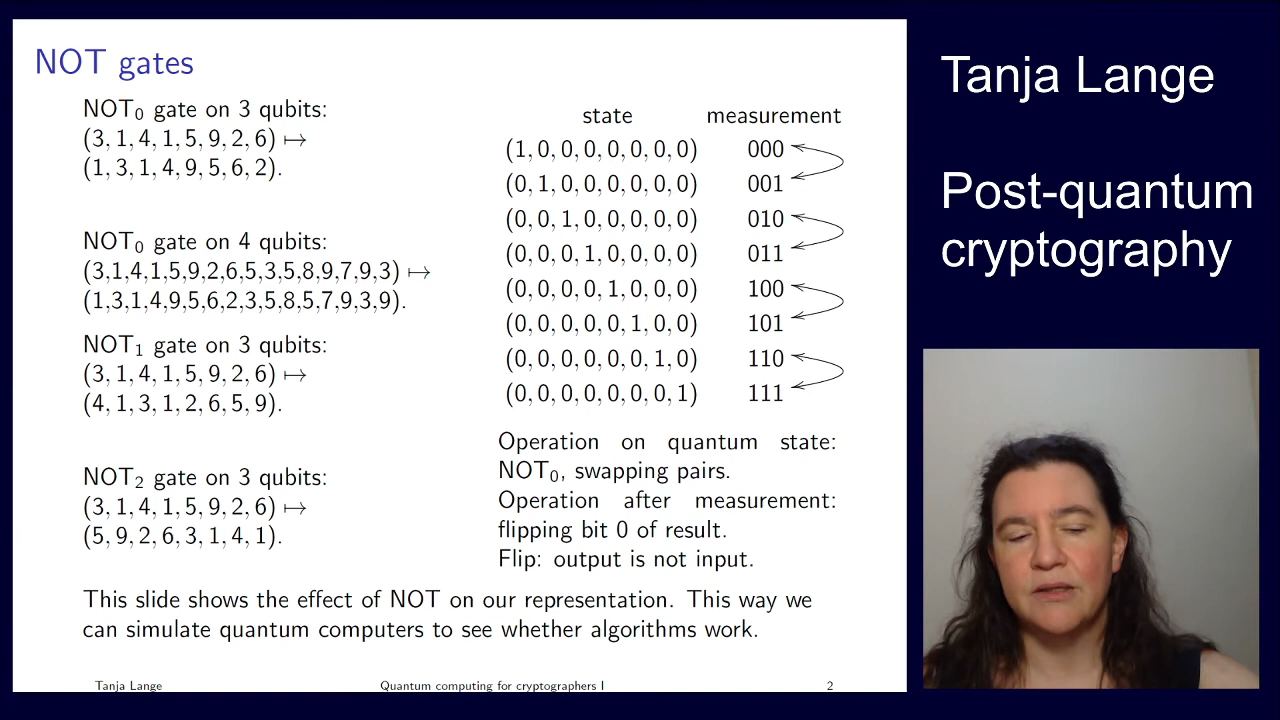 NOT gates
NOT₀ gate on 3 qubits:
(3, 1, 4, 1, 5, 9, 2, 6) ↦
(1, 3, 1, 4, 9, 5, 6, 2).
NOT₀ gate on 4 qubits:
(3,1,4,1,5,9,2,6,5,3,5,8,9,7,9,3) ↦
(1,3,1,4,9,5,6,2,3,5,8,5,7,9,3,9).
NOT₁ gate on 3 qubits:
(3, 1, 4, 1, 5, 9, 2, 6) ↦
(4, 1, 3, 1, 2, 6, 5, 9).
NOT₂ gate on 3 qubits:
(3, 1, 4, 1, 5, 9, 2, 6) ↦
(5, 9, 2, 6, 3, 1, 4, 1).
state measurement
(1, 0, 0, 0, 0, 0, 0, 0) 000
(0, 1, 0, 0, 0, 0, 0, 0) 001
(0, 0, 1, 0, 0, 0, 0, 0) 010
(0, 0, 0, 1, 0, 0, 0, 0) 011
(0, 0, 0, 0, 1, 0, 0, 0) 100
(0, 0, 0, 0, 0, 1, 0, 0) 101
(0, 0, 0, 0, 0, 0, 1, 0) 110
(0, 0, 0, 0, 0, 0, 0, 1) 111
Operation on quantum state:
NOT₀, swapping pairs.
Operation after measurement:
flipping bit 0 of result.
Flip: output is not input.
This slide shows the effect of NOT on our representation. This way we
can simulate quantum computers to see whether algorithms work.
Tanja Lange Quantum computing for cryptographers I 2
Tanja Lange
Post-quantum
cryptography